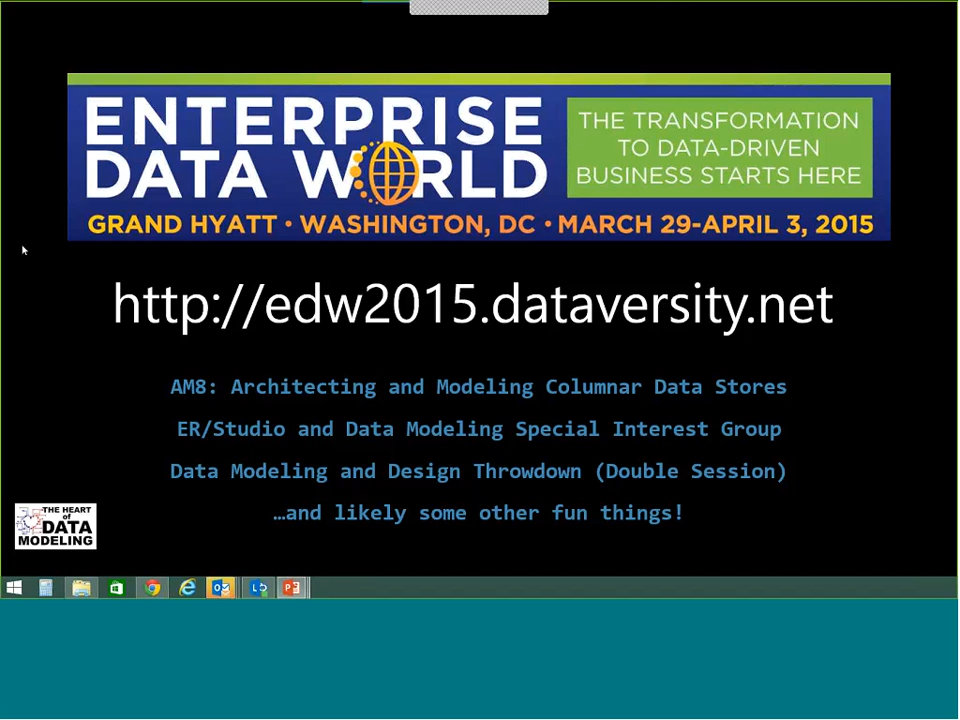 ENTERPRISE
DATA WORLD
THE TRANSFORMATION
TO DATA-DRIVEN
BUSINESS STARTS HERE
GRAND HYATT • WASHINGTON, DC • MARCH 29-APRIL 3, 2015
http://edw2015.dataversity.net
AM8: Architecting and Modeling Columnar Data Stores
ER/Studio and Data Modeling Special Interest Group
Data Modeling and Design Throwdown (Double Session)
…and likely some other fun things!
THE HEART
of
DATA
MODELING